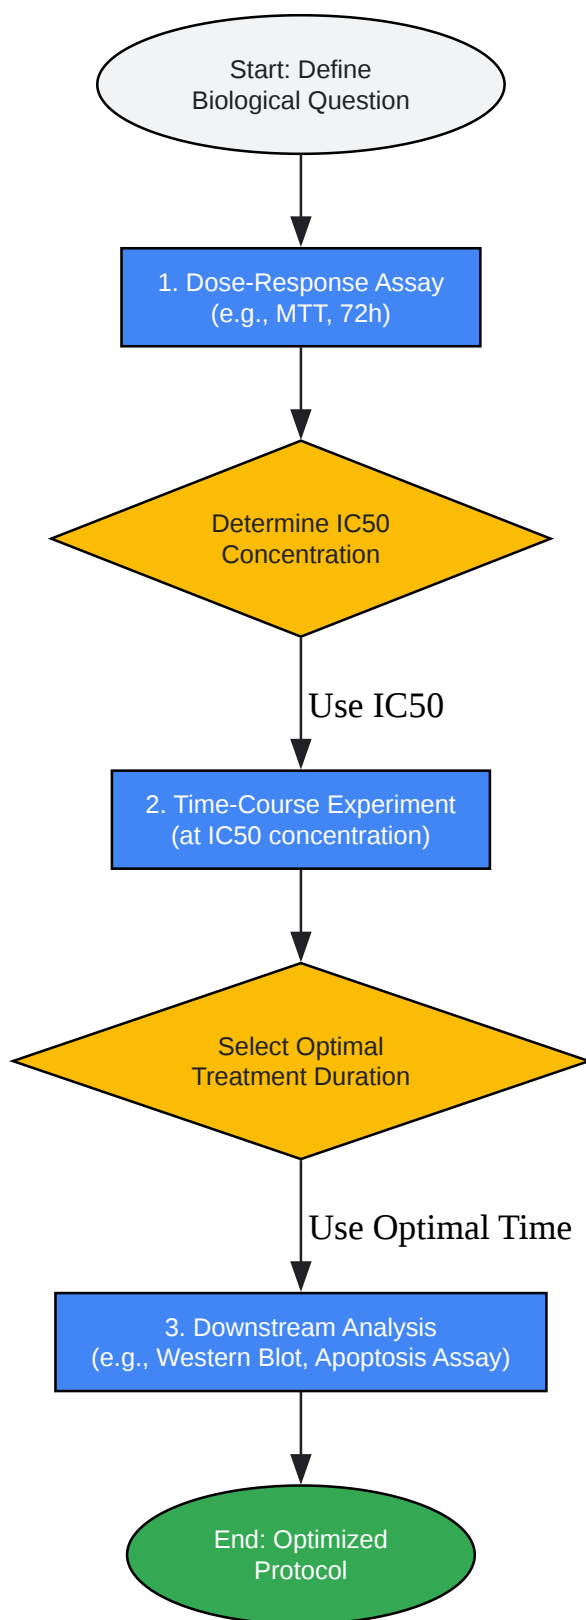 Start: Define
Biological Question
1. Dose-Response Assay
(e.g., MTT, 72h)
Determine IC50
Concentration
Use IC50
2. Time-Course Experiment
(at IC50 concentration)
Select Optimal
Treatment Duration
Use Optimal Time
3. Downstream Analysis
(e.g., Western Blot, Apoptosis Assay)
End: Optimized
Protocol